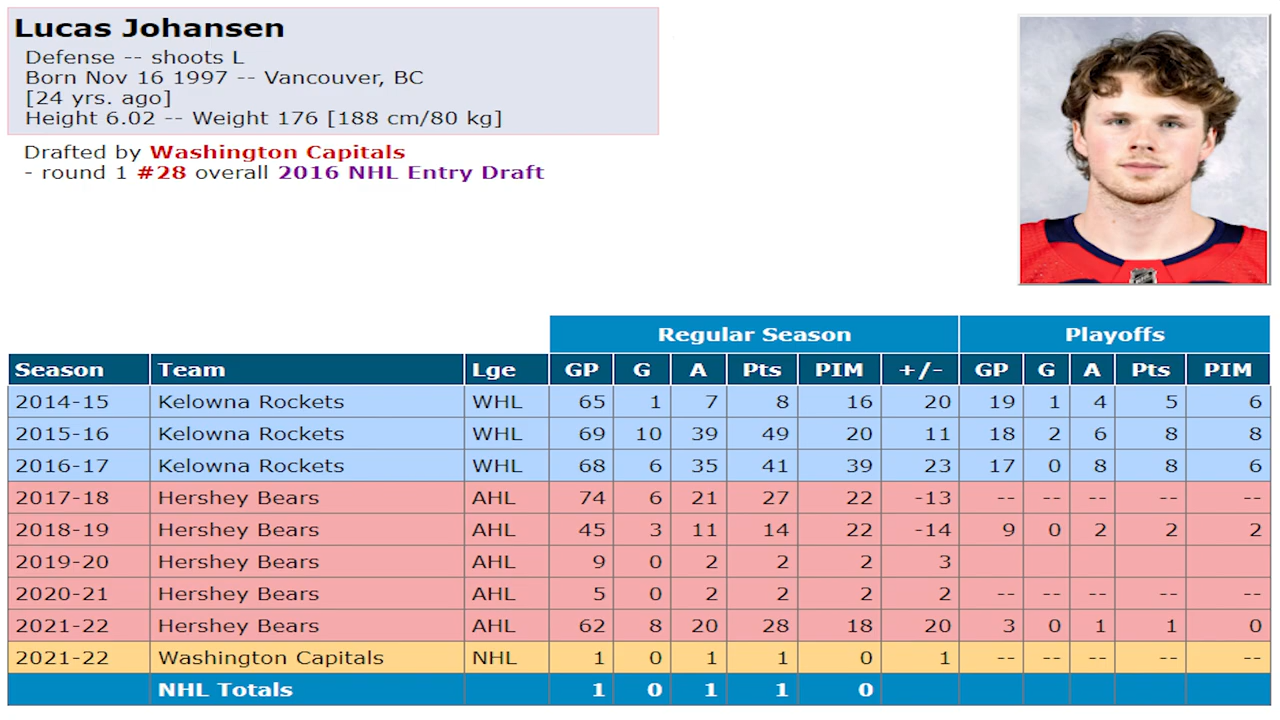 Lucas Johansen
Defense -- shoots L
Born Nov 16 1997 -- Vancouver, BC
[24 yrs. ago]
Height 6.02 -- Weight 176 [188 cm/80 kg]
Drafted by Washington Capitals
- round 1 #28 overall 2016 NHL Entry Draft
Regular Season Playoffs
Season Team Lge GP G A Pts PIM +/- GP G A Pts PIM
2014-15 Kelowna Rockets WHL 65 1 7 8 16 20 19 1 4 5 6
2015-16 Kelowna Rockets WHL 69 10 39 49 20 11 18 2 6 8 8
2016-17 Kelowna Rockets WHL 68 6 35 41 39 23 17 0 8 8 6
2017-18 Hershey Bears AHL 74 6 21 27 22 -13 -- -- -- -- --
2018-19 Hershey Bears AHL 45 3 11 14 22 -14 9 0 2 2 2
2019-20 Hershey Bears AHL 9 0 2 2 2 3
2020-21 Hershey Bears AHL 5 0 2 2 2 2 -- -- -- -- --
2021-22 Hershey Bears AHL 62 8 20 28 18 20 3 0 1 1 0
2021-22 Washington Capitals NHL 1 0 1 1 0 1 -- -- -- -- --
NHL Totals 1 0 1 1 0